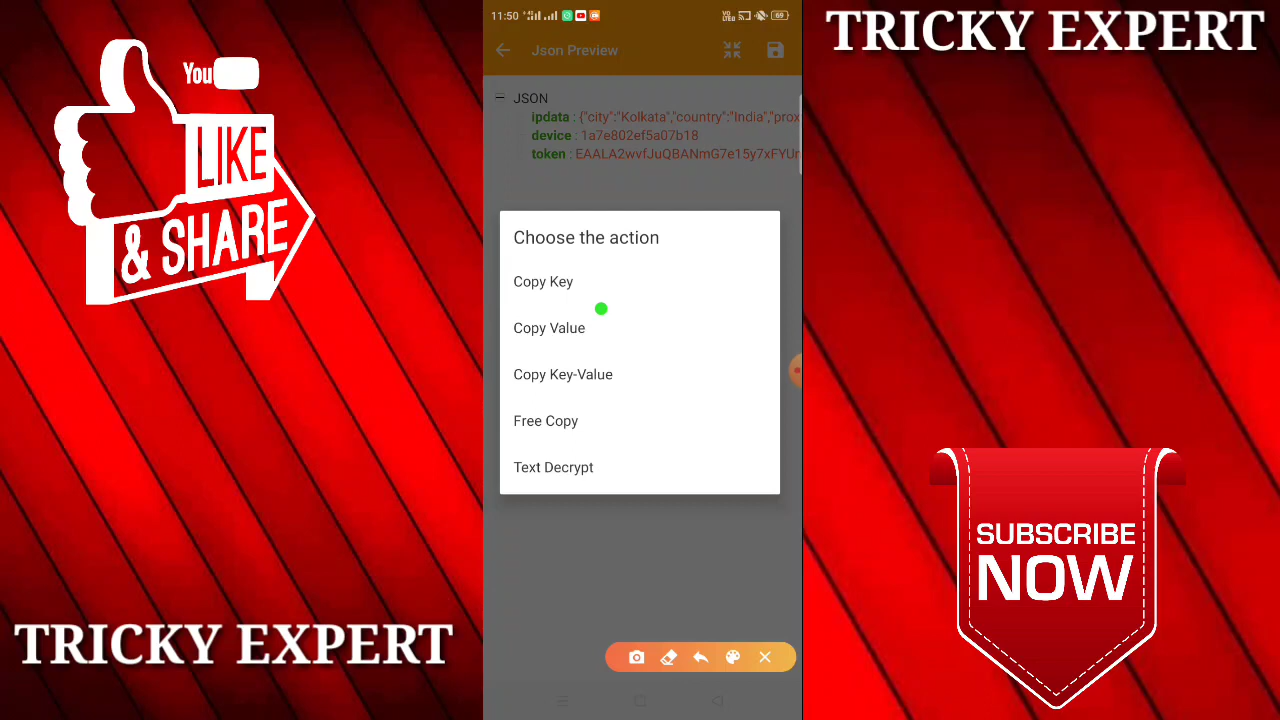 You
LIKE
& SHARE
TRICKY EXPERT
11:50
69
Json Preview
JSON
ipdata : {"city":"Kolkata","country":"India","prox
device : 1a7e802ef5a07b18
token : EAALA2wvfJuQBANmG7e15y7xFYUr
Choose the action
Copy Key
Copy Value
Copy Key-Value
Free Copy
Text Decrypt
TRICKY EXPERT
SUBSCRIBE
NOW